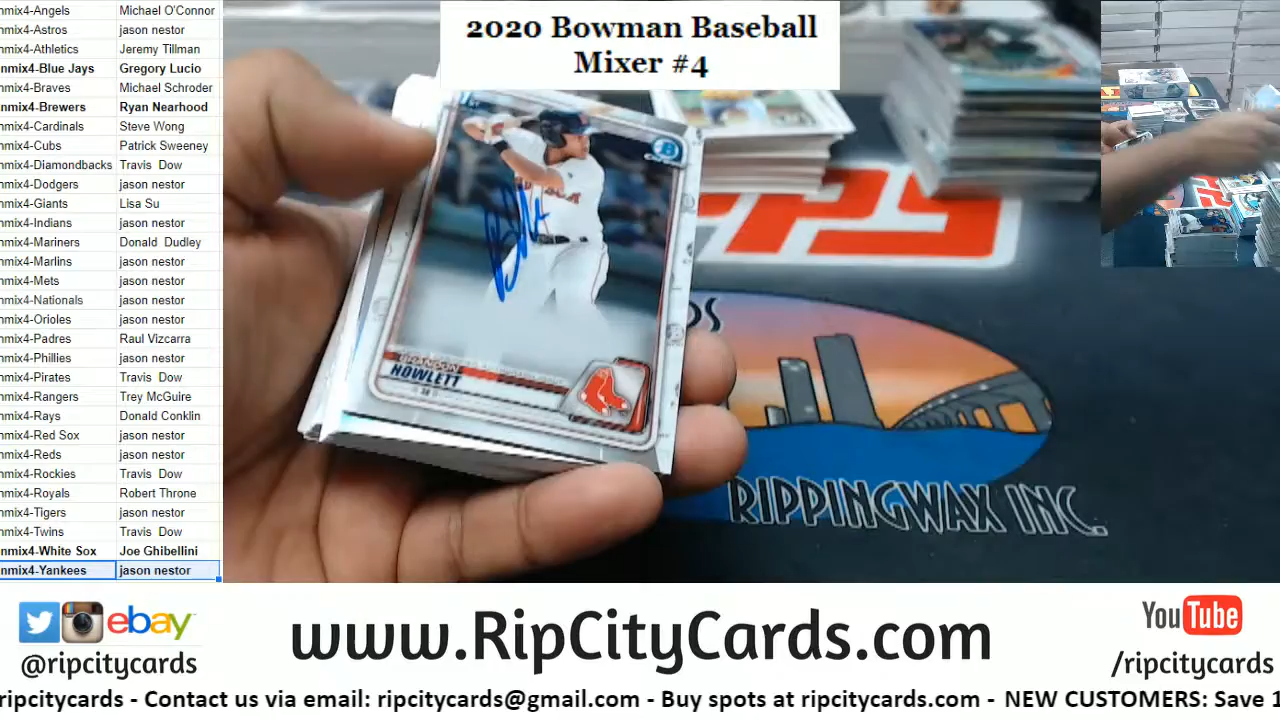 nmix4-Angels Michael O'Connor
nmix4-Astros jason nestor
nmix4-Athletics Jeremy Tillman
nmix4-Blue Jays Gregory Lucio
nmix4-Braves Michael Schroder
nmix4-Brewers Ryan Nearhood
nmix4-Cardinals Steve Wong
nmix4-Cubs Patrick Sweeney
nmix4-Diamondbacks Travis Dow
nmix4-Dodgers jason nestor
nmix4-Giants Lisa Su
nmix4-Indians jason nestor
nmix4-Mariners Donald Dudley
nmix4-Marlins jason nestor
nmix4-Mets jason nestor
nmix4-Nationals jason nestor
nmix4-Orioles jason nestor
nmix4-Padres Raul Vizcarra
nmix4-Phillies jason nestor
nmix4-Pirates Travis Dow
nmix4-Rangers Trey McGuire
nmix4-Rays Donald Conklin
nmix4-Red Sox jason nestor
nmix4-Reds jason nestor
nmix4-Rockies Travis Dow
nmix4-Royals Robert Throne
nmix4-Tigers jason nestor
nmix4-Twins Travis Dow
nmix4-White Sox Joe Ghibellini
nmix4-Yankees jason nestor
2020 Bowman Baseball
Mixer #4
BRANDON
HOWLETT
RIPPINGWAX INC.
ebay
@ripcitycards
www.RipCityCards.com
YouTube
/ripcitycards
ripcitycards - Contact us via email: ripcitycards@gmail.com - Buy spots at ripcitycards.com - NEW CUSTOMERS: Save 1